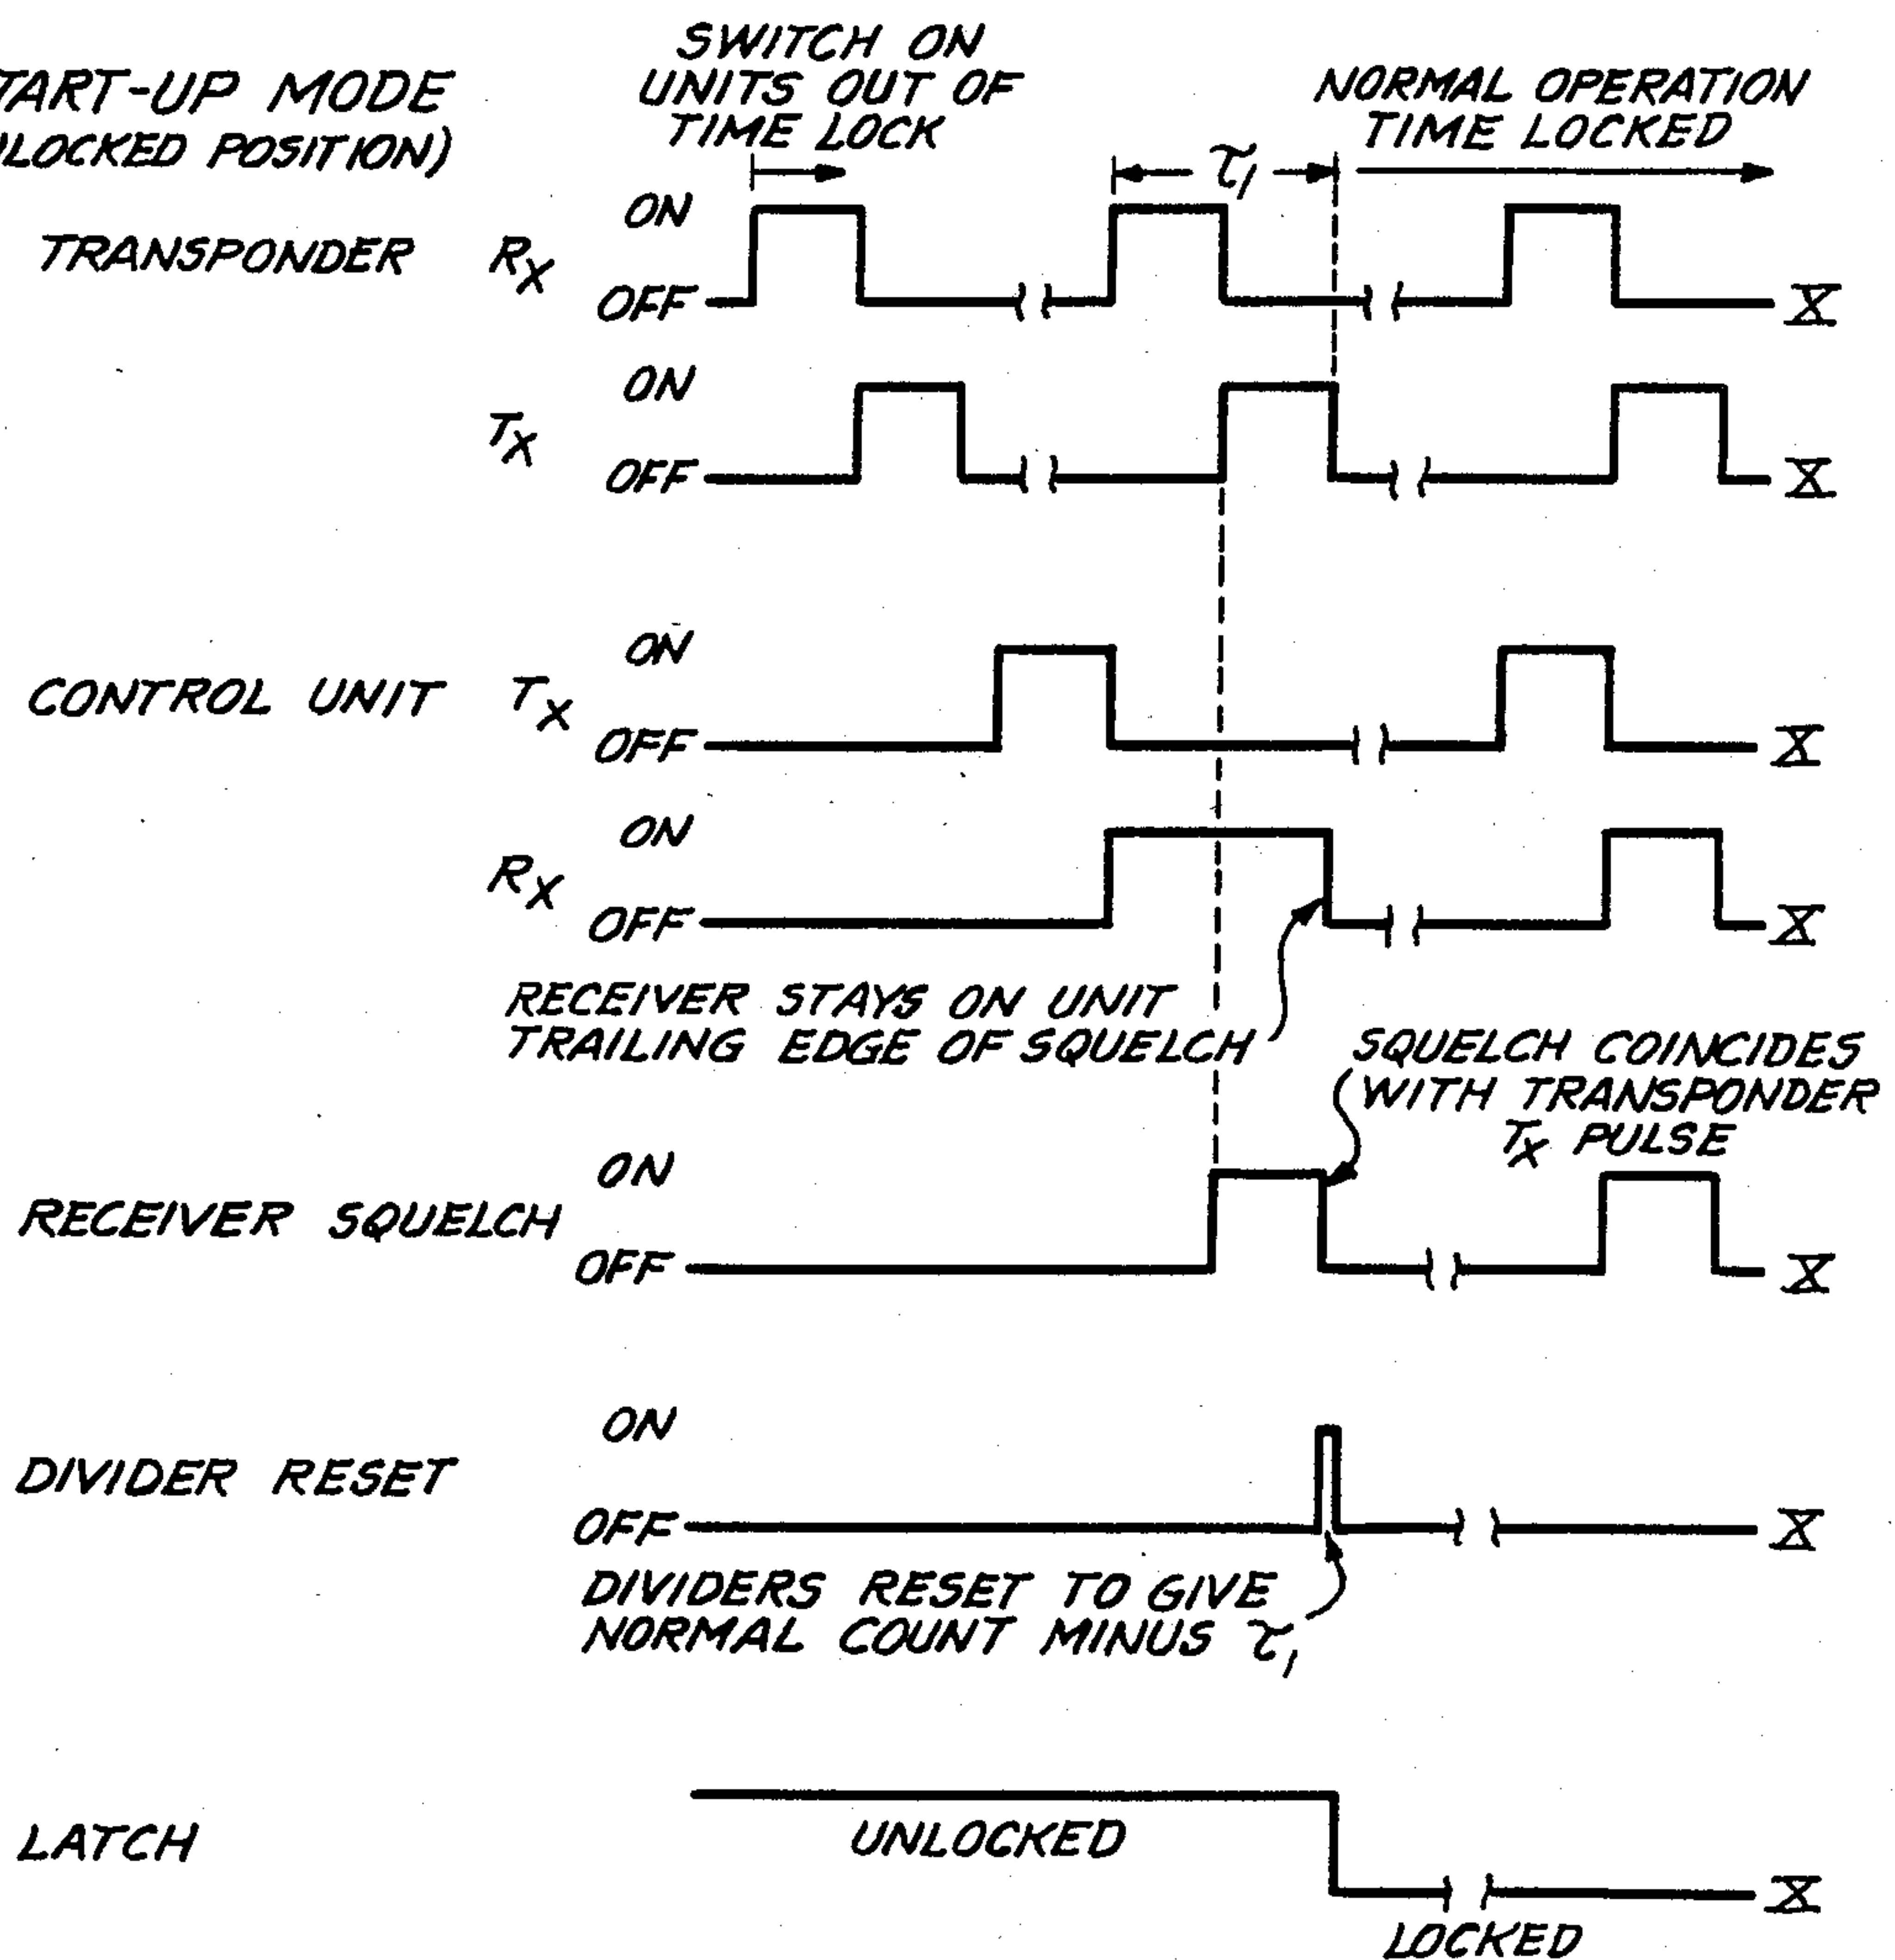 TART-UP MODE
LOCKED POSITION)
SWITCH ON
UNITS OUT OF
TIME LOCK
NORMAL OPERATION
TIME LOCKED
τ₁
TRANSPONDER
RX
ON
OFF
X
TX
ON
OFF
X
CONTROL UNIT
TX
ON
OFF
X
RX
ON
OFF
X
RECEIVER STAYS ON UNIT
TRAILING EDGE OF SQUELCH
SQUELCH COINCIDES
WITH TRANSPONDER
TX PULSE
RECEIVER SQUELCH
ON
OFF
X
DIVIDER RESET
ON
OFF
X
DIVIDERS RESET TO GIVE
NORMAL COUNT MINUS τ₁
LATCH
UNLOCKED
X
LOCKED